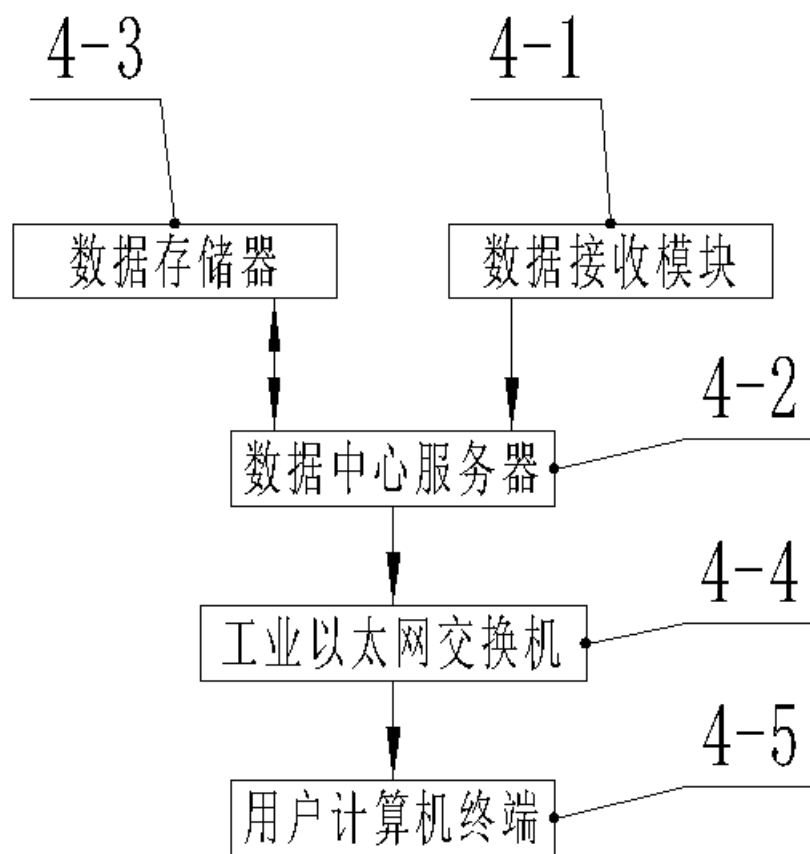 4-3
4-1
数据存储器
数据接收模块
4-2
数据中心服务器
4-4
工业以太网交换机
4-5
用户计算机终端